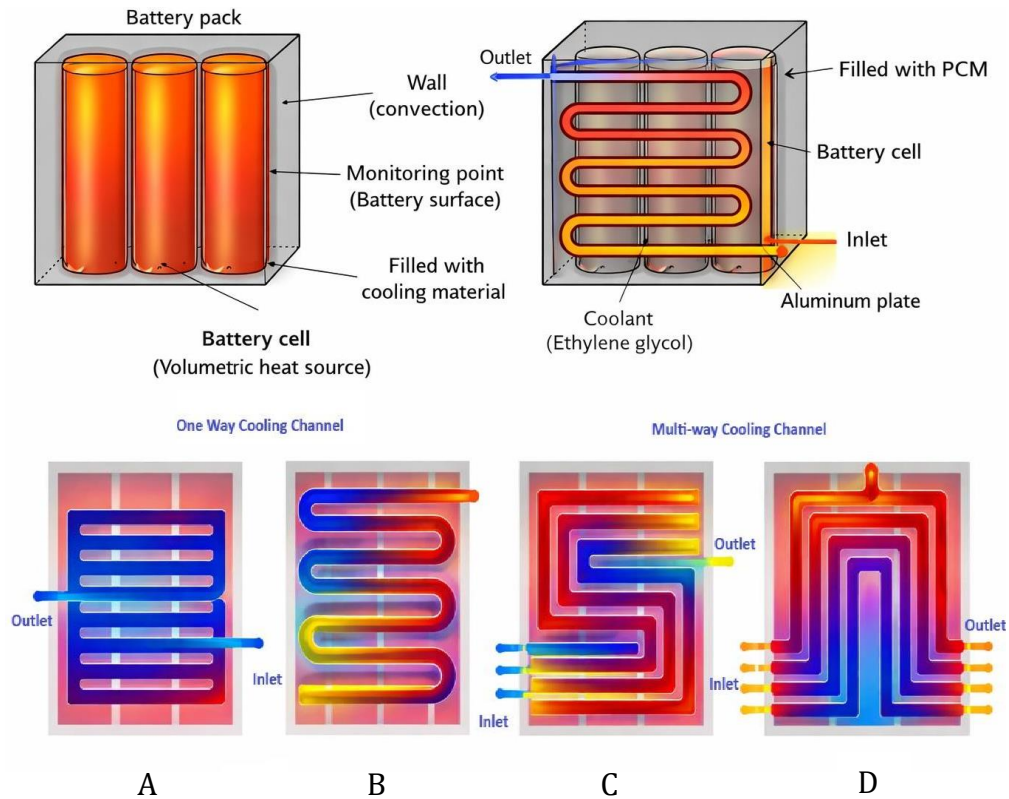 Battery pack
Wall
(convection)
Monitoring point
(Battery surface)
Filled with
cooling material
Battery cell
(Volumetric heat source)
Outlet
Filled with PCM
Battery cell
Inlet
Aluminum plate
Coolant
(Ethylene glycol)
One Way Cooling Channel
Multi-way Cooling Channel
Outlet
Inlet
Outlet
Inlet
Outlet
Inlet
A
B
C
D